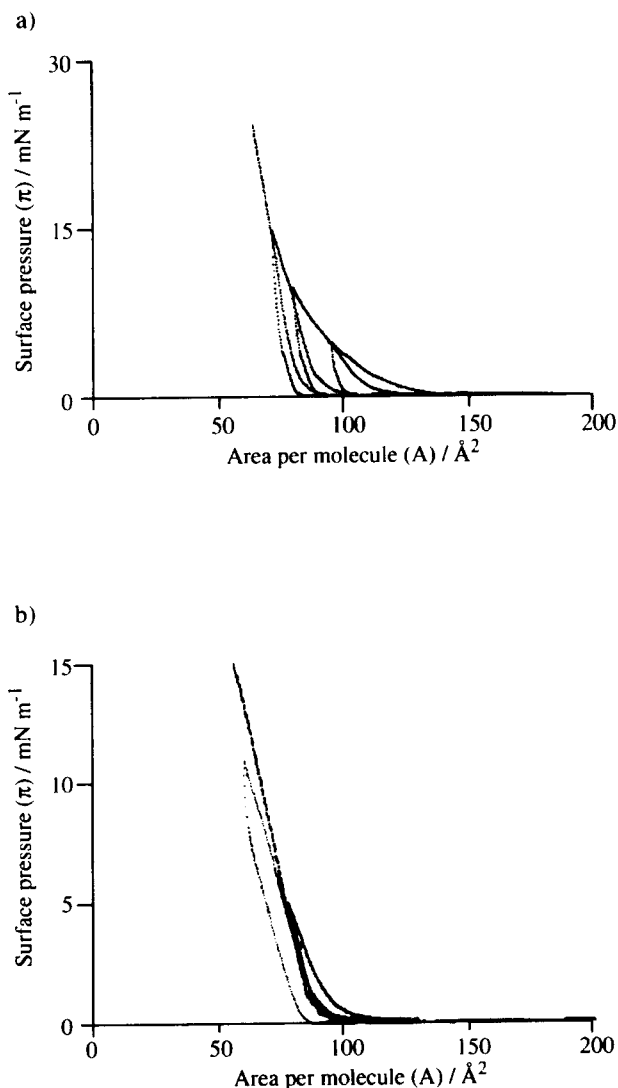 a)
30
15
0
Surface pressure (π) / mN m⁻¹
0 50 100 150 200
Area per molecule (A) / Å²
b)
15
10
5
0
Surface pressure (π) / mN m⁻¹
0 50 100 150 200
Area per molecule (A) / Å²